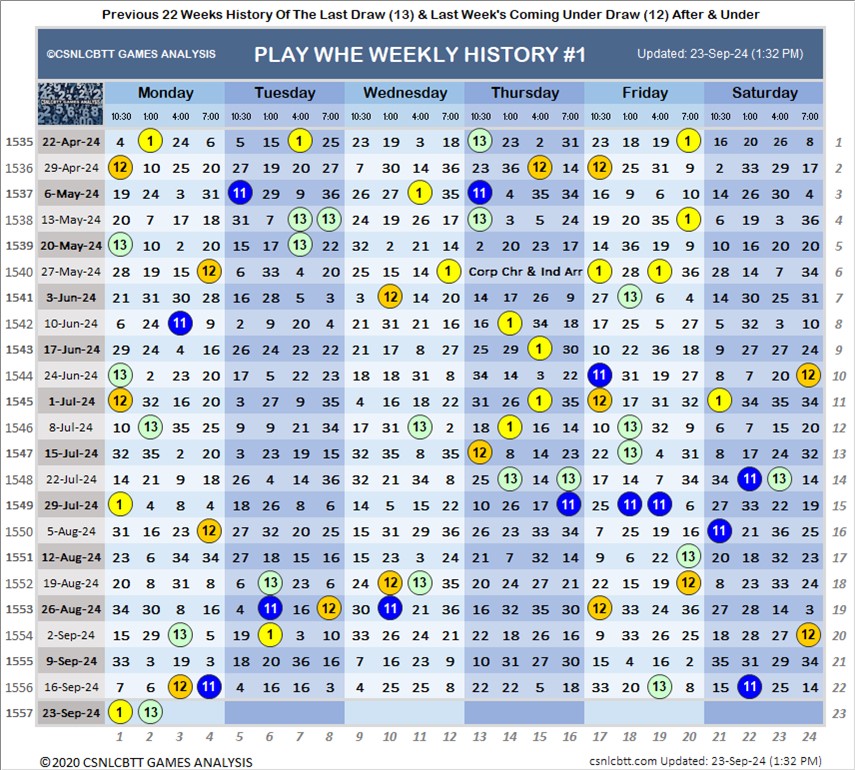 Previous 22 Weeks History Of The Last Draw (13) & Last Week's Coming Under Draw (12) After & Under
©CSNLCBTT GAMES ANALYSIS PLAY WHE WEEKLY HISTORY #1 Updated: 23-Sep-24 (1:32 PM)
CSNLCBTT GAMES ANALYSIS Monday Tuesday Wednesday Thursday Friday Saturday
10:30 1:00 4:00 7:00 10:30 1:00 4:00 7:00 10:30 1:00 4:00 7:00 10:30 1:00 4:00 7:00 10:30 1:00 4:00 7:00 10:30 1:00 4:00 7:00
1535 22-Apr-24 4 1 24 6 5 15 1 25 23 19 3 18 13 23 2 31 23 18 19 1 16 20 26 8 1
1536 29-Apr-24 12 10 25 20 27 19 20 27 7 30 14 36 23 36 12 14 12 25 31 9 2 33 29 17 2
1537 6-May-24 19 24 3 31 11 29 9 36 26 27 1 35 11 4 35 34 16 9 9 10 14 26 30 4 3
1538 13-May-24 20 7 17 18 31 7 13 13 24 19 26 17 13 3 5 24 19 20 35 1 6 19 3 36 4
1539 20-May-24 13 10 2 20 15 17 13 22 32 2 21 14 2 20 23 17 14 36 19 9 10 16 20 20 5
1540 27-May-24 28 19 15 12 6 33 4 20 25 15 14 1 Corp Chr & Ind Arr 1 28 1 36 28 14 7 34 6
1541 3-Jun-24 21 31 30 28 16 28 5 3 3 12 14 20 14 17 26 9 27 13 6 4 14 30 25 31 7
1542 10-Jun-24 6 24 11 9 2 9 20 4 21 31 21 16 16 1 34 18 17 25 5 27 5 32 3 10 8
1543 17-Jun-24 29 24 4 16 26 24 23 22 21 17 8 27 25 29 1 30 10 22 36 18 9 27 27 24 9
1544 24-Jun-24 13 2 23 20 17 5 22 23 18 18 31 8 34 14 3 22 11 31 19 27 8 7 20 12 10
1545 1-Jul-24 12 32 16 20 3 27 9 35 4 16 18 22 31 26 1 35 12 17 31 32 1 34 35 34 11
1546 8-Jul-24 10 13 35 25 9 9 21 34 17 31 13 2 18 1 16 14 10 13 32 9 6 7 15 20 12
1547 15-Jul-24 32 35 2 20 3 23 19 15 32 33 8 35 12 8 14 23 22 13 4 31 8 17 24 32 13
1548 22-Jul-24 14 21 9 18 26 4 14 36 32 21 34 8 25 13 14 13 17 14 7 34 32 11 23 14 14
1549 29-Jul-24 1 4 8 4 18 26 8 6 14 5 15 22 10 26 17 11 25 11 11 6 27 33 22 19 15
1550 5-Aug-24 31 16 23 12 27 32 20 25 15 31 29 36 26 23 33 34 7 25 19 16 11 21 36 25 16
1551 12-Aug-24 23 6 34 34 27 18 15 16 15 23 3 24 21 7 32 14 9 6 22 13 20 18 32 23 17
1552 19-Aug-24 20 8 31 8 6 13 23 6 24 12 13 35 20 24 27 21 22 15 19 12 8 23 33 24 18
1553 26-Aug-24 34 30 8 16 4 11 16 12 30 11 21 36 16 32 35 30 12 33 24 36 27 28 14 3 19
1554 2-Sep-24 15 29 13 5 19 1 3 10 33 26 24 21 22 18 16 16 9 33 26 25 18 28 27 12 20
1555 9-Sep-24 33 3 19 3 18 20 36 16 7 16 23 9 10 31 27 30 15 4 16 2 35 31 29 34 21
1556 16-Sep-24 7 6 12 11 4 16 16 3 4 25 25 8 22 22 5 18 33 20 13 8 15 11 25 14 22
1557 23-Sep-24 1 13 23
1 2 3 4 5 6 7 8 9 10 11 12 13 14 15 16 17 18 19 20 21 22 23 24
©2020 CSNLCBTT GAMES ANALYSIS csnlcbtt.com Updated: 23-Sep-24 (1:32 PM)